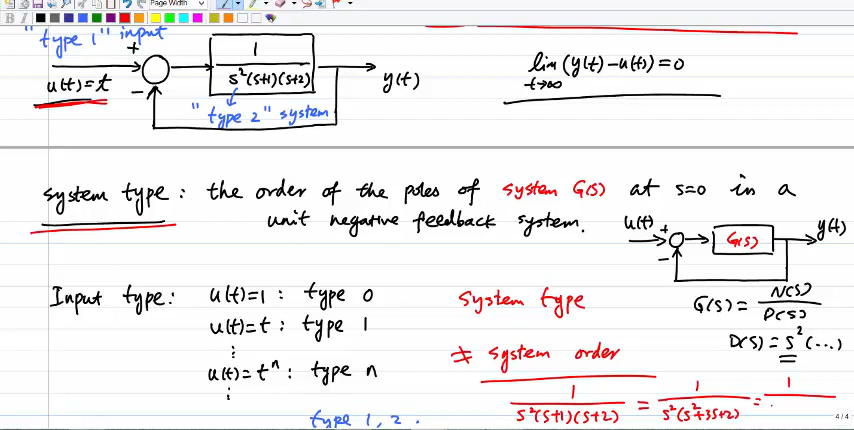 Page Width
B I
"type 1" input
+
u(t)=t
-
1
s²(s+1)(s+2)
y(t)
"type 2" system
lim (y(t)-u(t))=0
t→∞
system type: the order of the poles of system G(s) at s=0 in a
unit negative feedback system.
u(t)
+
-
G(s)
y(t)
Input type: u(t)=1: type 0
u(t)=t: type 1
⋮
u(t)=tⁿ: type n
⋮
system type
≠ system order
G(s) = N(s)/D(s)
D(s) = s²(...)
1/(s²(s+1)(s+2)) = 1/(s²(s²+3s+2)) = 1
type 1, 2.
4/4